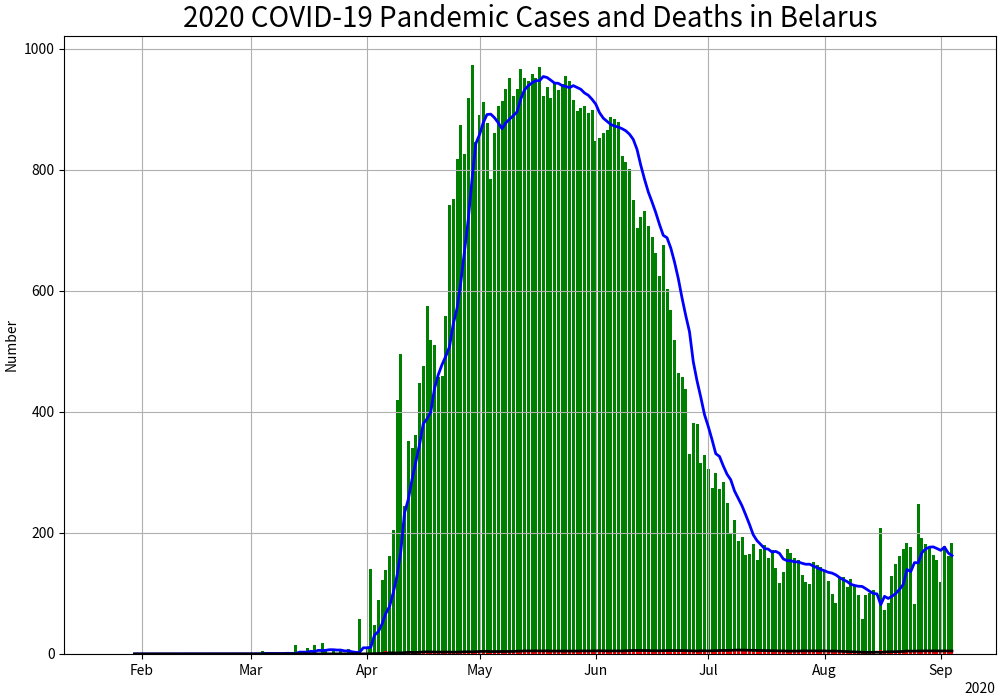 2020 COVID-19 Pandemic Cases and Deaths in Belarus
1000
800
600
400
200
0
Number
Feb Mar Apr May Jun Jul Aug Sep
2020